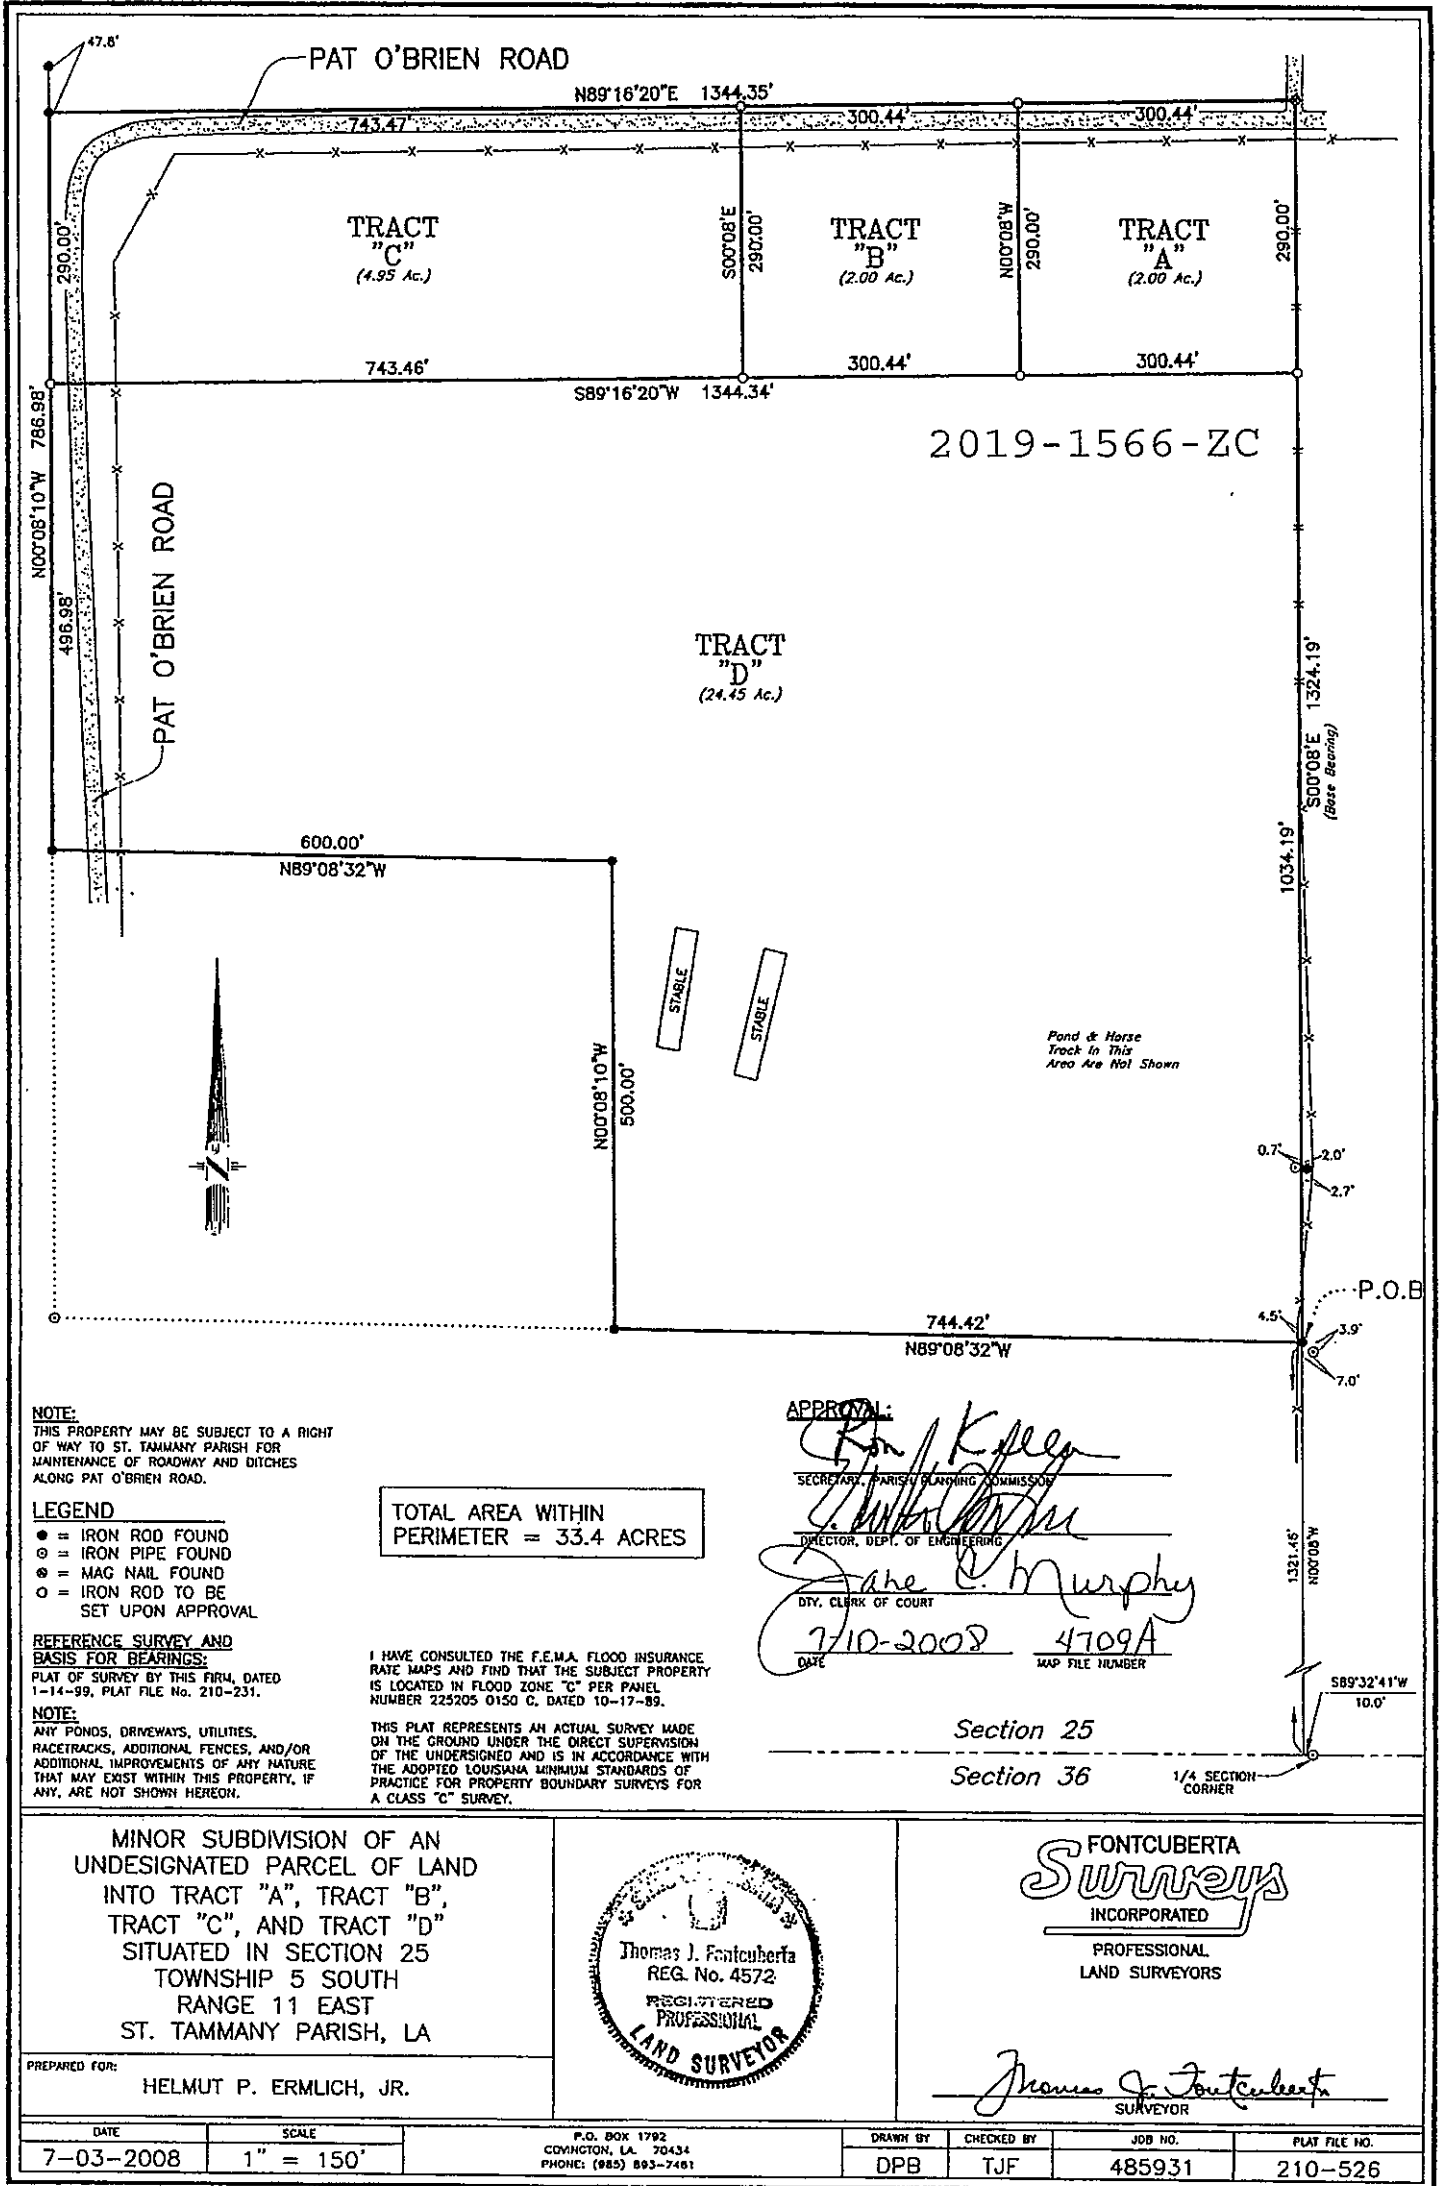 47.8'
PAT O'BRIEN ROAD
N89°16'20"E 1344.35'
743.47'
300.44'
300.44'
290.00'
TRACT
"C"
(4.95 Ac.)
S00°08'E
290.00'
TRACT
"B"
(2.00 Ac.)
N00°08'W
290.00'
TRACT
"A"
(2.00 Ac.)
290.00'
743.46'
300.44'
300.44'
S89°16'20"W 1344.34'
2019-1566-ZC
N00°08'10"W 786.98'
496.98'
PAT O'BRIEN ROAD
TRACT
"D"
(24.45 Ac.)
S00°08'E 1324.19'
(Base Bearing)
1034.19'
600.00'
N89°08'32"W
STABLE
STABLE
N00°08'10"W
500.00'
Pond & Horse
Track In This
Area Are Not Shown
0.7'
2.0'
2.7'
P.O.B
4.5'
3.9'
7.0'
744.42'
N89°08'32"W
NOTE:
THIS PROPERTY MAY BE SUBJECT TO A RIGHT
OF WAY TO ST. TAMMANY PARISH FOR
MAINTENANCE OF ROADWAY AND DITCHES
ALONG PAT O'BRIEN ROAD.
LEGEND
● = IRON ROD FOUND
⊙ = IRON PIPE FOUND
⊗ = MAG NAIL FOUND
O = IRON ROD TO BE
SET UPON APPROVAL
TOTAL AREA WITHIN
PERIMETER = 33.4 ACRES
REFERENCE SURVEY AND
BASIS FOR BEARINGS:
PLAT OF SURVEY BY THIS FIRM, DATED
1-14-99, PLAT FILE No. 210-231.
NOTE:
ANY PONDS, DRIVEWAYS, UTILITIES,
RACETRACKS, ADDITIONAL FENCES, AND/OR
ADDITIONAL IMPROVEMENTS OF ANY NATURE
THAT MAY EXIST WITHIN THIS PROPERTY, IF
ANY, ARE NOT SHOWN HEREON.
I HAVE CONSULTED THE F.E.M.A. FLOOD INSURANCE
RATE MAPS AND FIND THAT THE SUBJECT PROPERTY
IS LOCATED IN FLOOD ZONE "C" PER PANEL
NUMBER 225205 0150 C, DATED 10-17-89.
THIS PLAT REPRESENTS AN ACTUAL SURVEY MADE
ON THE GROUND UNDER THE DIRECT SUPERVISION
OF THE UNDERSIGNED AND IS IN ACCORDANCE WITH
THE ADOPTED LOUISIANA MINIMUM STANDARDS OF
PRACTICE FOR PROPERTY BOUNDARY SURVEYS FOR
A CLASS "C" SURVEY.
APPROVAL:
Ron Keller
SECRETARY, PARISH PLANNING COMMISSION
DIRECTOR, DEPT. OF ENGINEERING
Jane C. Murphy
DTY. CLERK OF COURT
7-10-2008
DATE
4709A
MAP FILE NUMBER
1321.45'
N00°08'W
S89°32'41"W
10.0'
Section 25
Section 36
1/4 SECTION
CORNER
MINOR SUBDIVISION OF AN
UNDESIGNATED PARCEL OF LAND
INTO TRACT "A", TRACT "B",
TRACT "C", AND TRACT "D"
SITUATED IN SECTION 25
TOWNSHIP 5 SOUTH
RANGE 11 EAST
ST. TAMMANY PARISH, LA
PREPARED FOR:
HELMUT P. ERMLICH, JR.
Thomas J. Fontcuberta
REG. No. 4572
REGISTERED
PROFESSIONAL
LAND SURVEYOR
FONTCUBERTA
Surveys
INCORPORATED
PROFESSIONAL
LAND SURVEYORS
Thomas J. Fontcuberta
SURVEYOR
DATE
7-03-2008
SCALE
1" = 150'
P.O. BOX 1792
COVINGTON, LA. 70434
PHONE: (985) 893-7461
DRAWN BY
DPB
CHECKED BY
TJF
JOB NO.
485931
PLAT FILE NO.
210-526